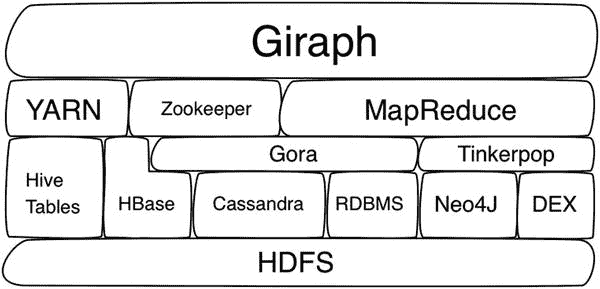 Giraph
YARN
Zookeeper
MapReduce
Gora
Tinkerpop
Hive
Tables
HBase
Cassandra
RDBMS
Neo4J
DEX
HDFS